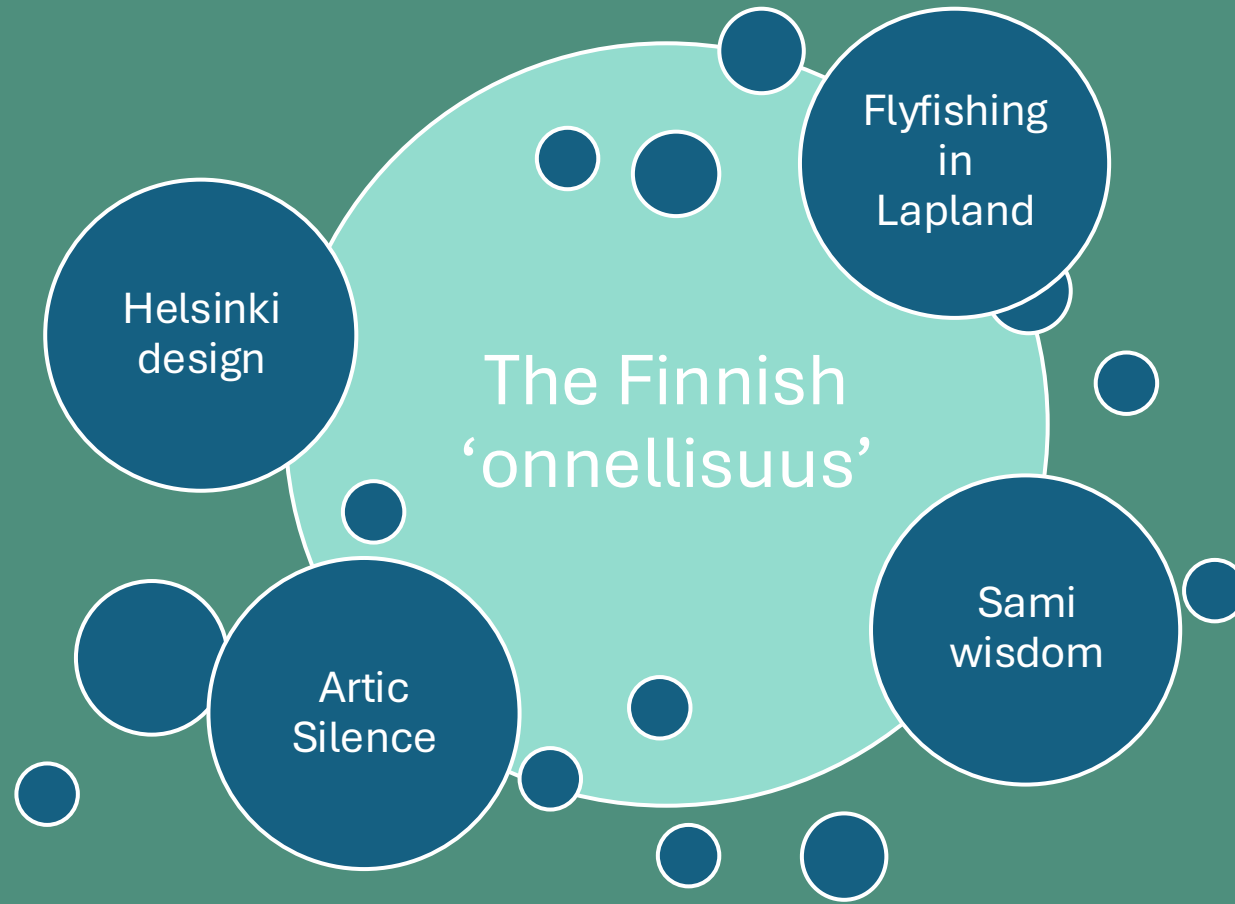 Flyfishing
in
Lapland
Helsinki
design
The Finnish
‘onnellisuus’
Sami
wisdom
Artic
Silence